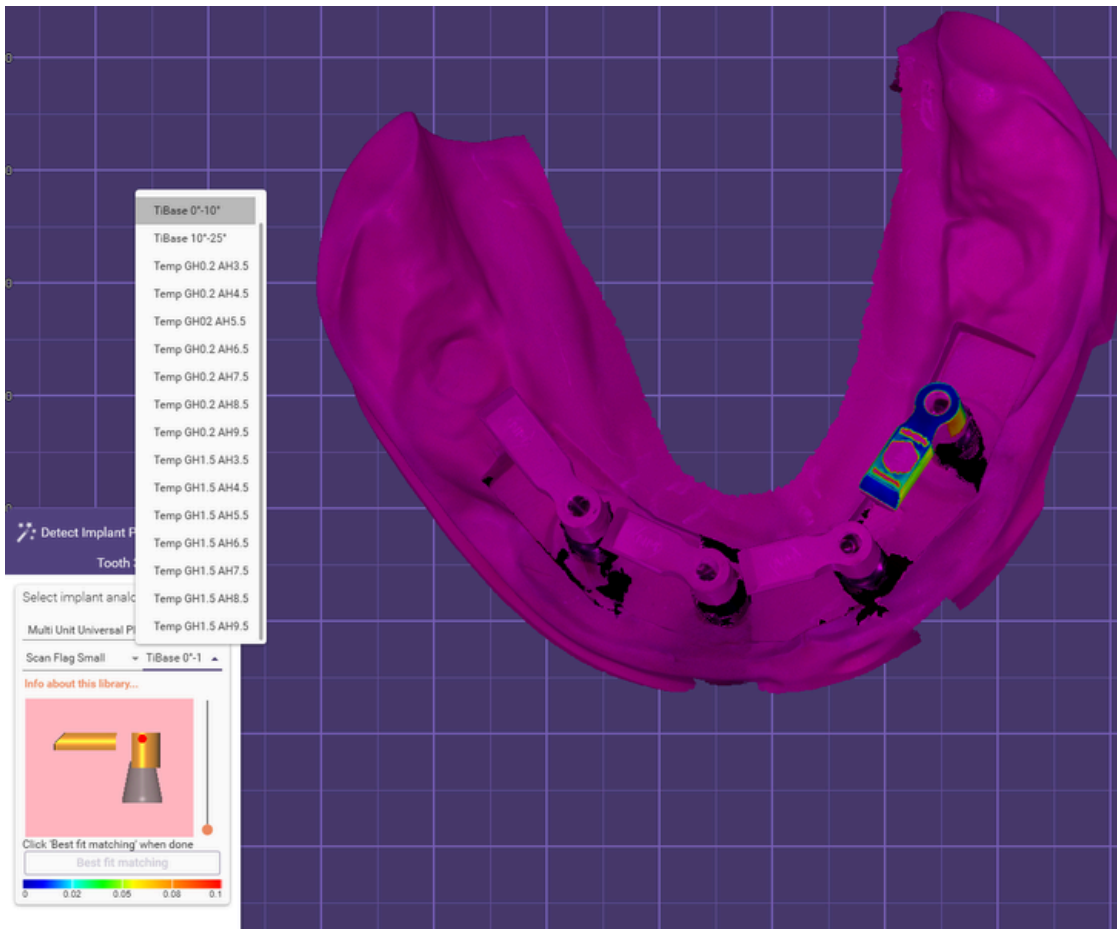 TiBase 0°-10°
TiBase 10°-25°
Temp GH0.2 AH3.5
Temp GH0.2 AH4.5
Temp GH02 AH5.5
Temp GH0.2 AH6.5
Temp GH0.2 AH7.5
Temp GH0.2 AH8.5
Temp GH0.2 AH9.5
Temp GH1.5 AH3.5
Temp GH1.5 AH4.5
Temp GH1.5 AH5.5
Temp GH1.5 AH6.5
Temp GH1.5 AH7.5
Temp GH1.5 AH8.5
Temp GH1.5 AH9.5
Detect Implant P
Tooth
Select implant analo
Multi Unit Universal Pl
Scan Flag Small TiBase 0°-1
Info about this library...
Click 'Best fit matching' when done
Best fit matching
0 0.02 0.05 0.08 0.1